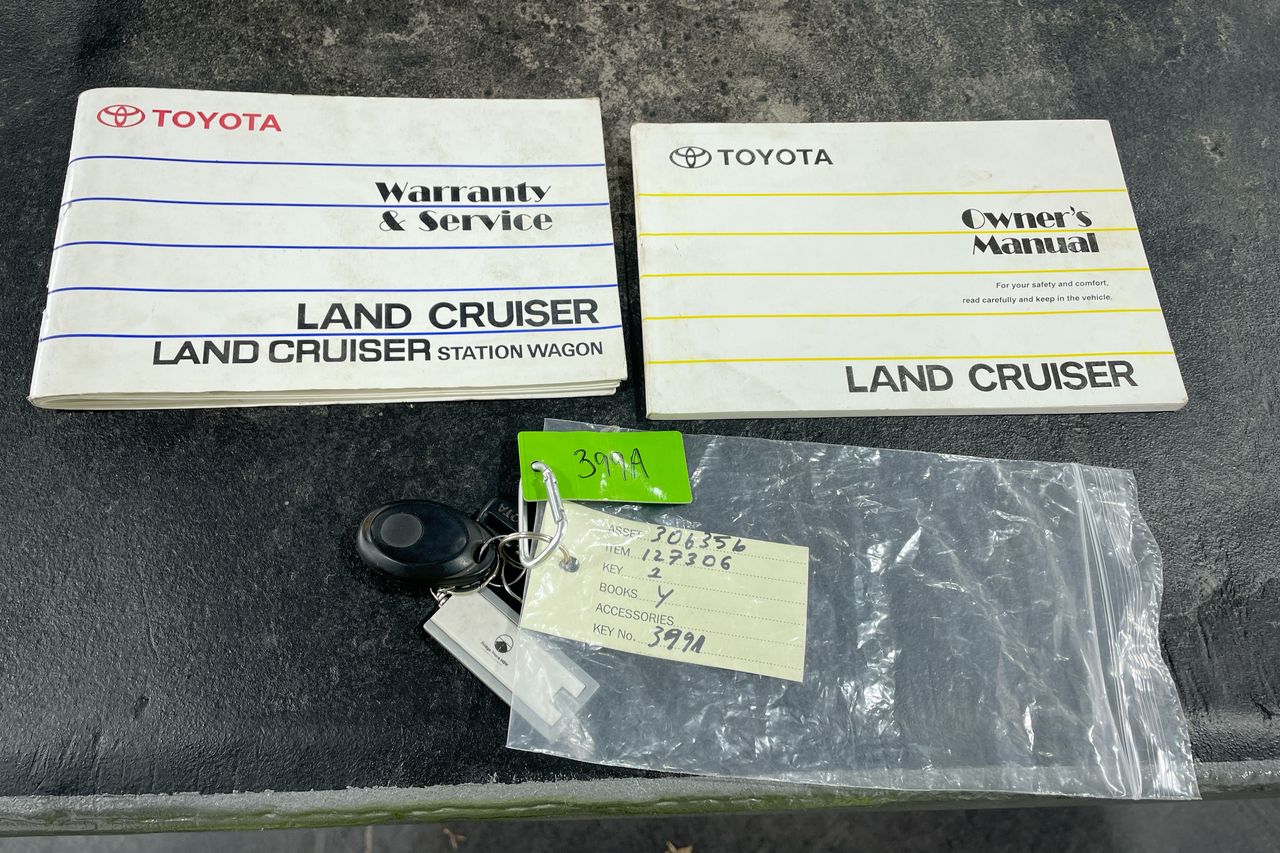 TOYOTA
Warranty
& Service
LAND CRUISER
LAND CRUISER STATION WAGON
TOYOTA
Owner's
Manual
For your safety and comfort,
read carefully and keep in the vehicle.
LAND CRUISER
399A
ASSET 306356
ITEM 127306
KEY 2
BOOKS Y
ACCESSORIES
KEY No. 399A